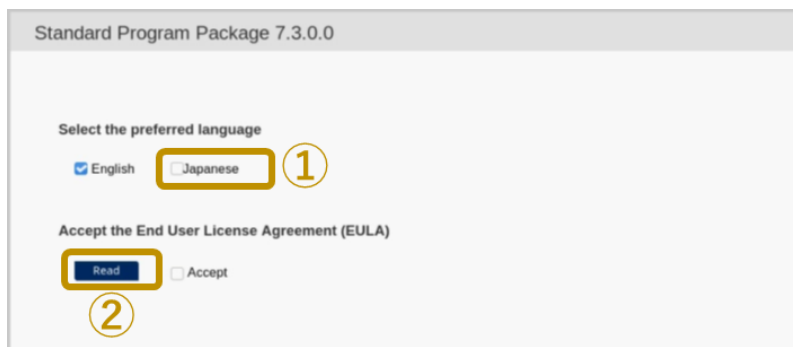 Standard Program Package 7.3.0.0
Select the preferred language
English Japanese ①
Accept the End User License Agreement (EULA)
Read Accept
②